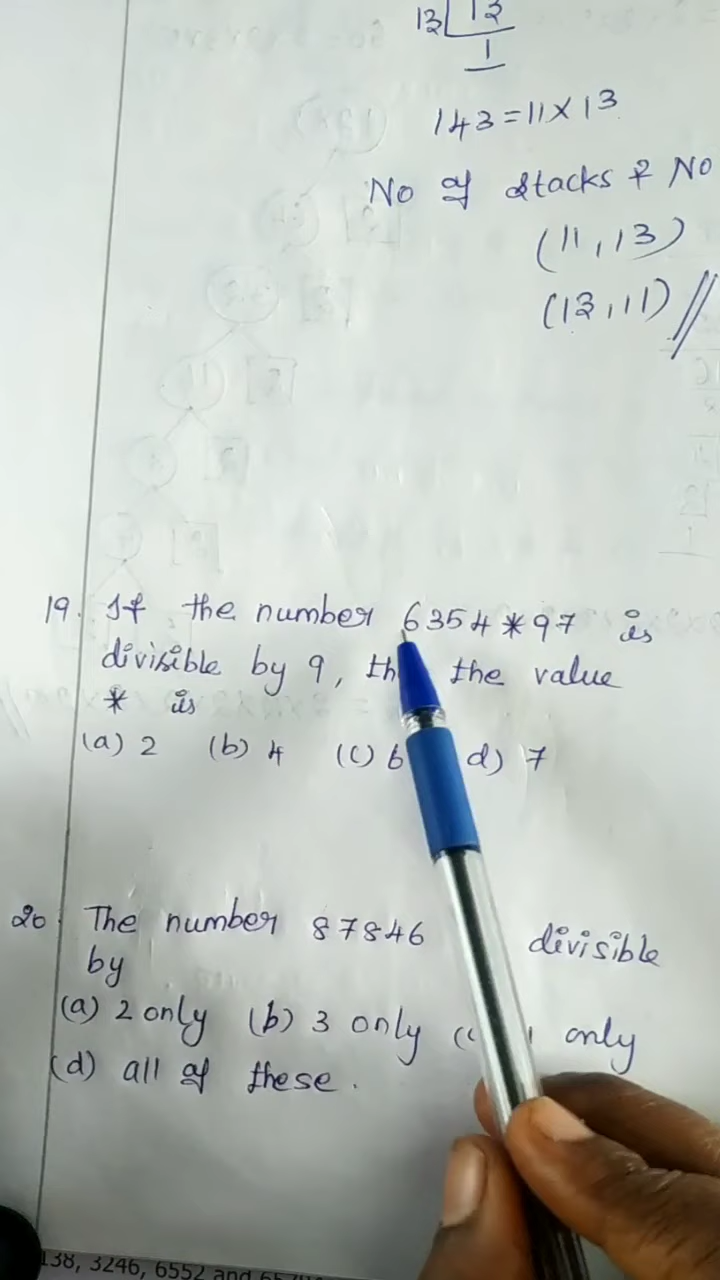 13 13
1
143 = 11 X 13
No of stacks & No
(11, 13)
(13, 11) //
19. If the number 6354 * 97 is
divisible by 9, the value
* is
(a) 2 (b) 4 (c) 6 d) 7
20. The number 87846 divisible
by
(a) 2 only (b) 3 only only
(d) all of these.
138, 3246, 6552 and